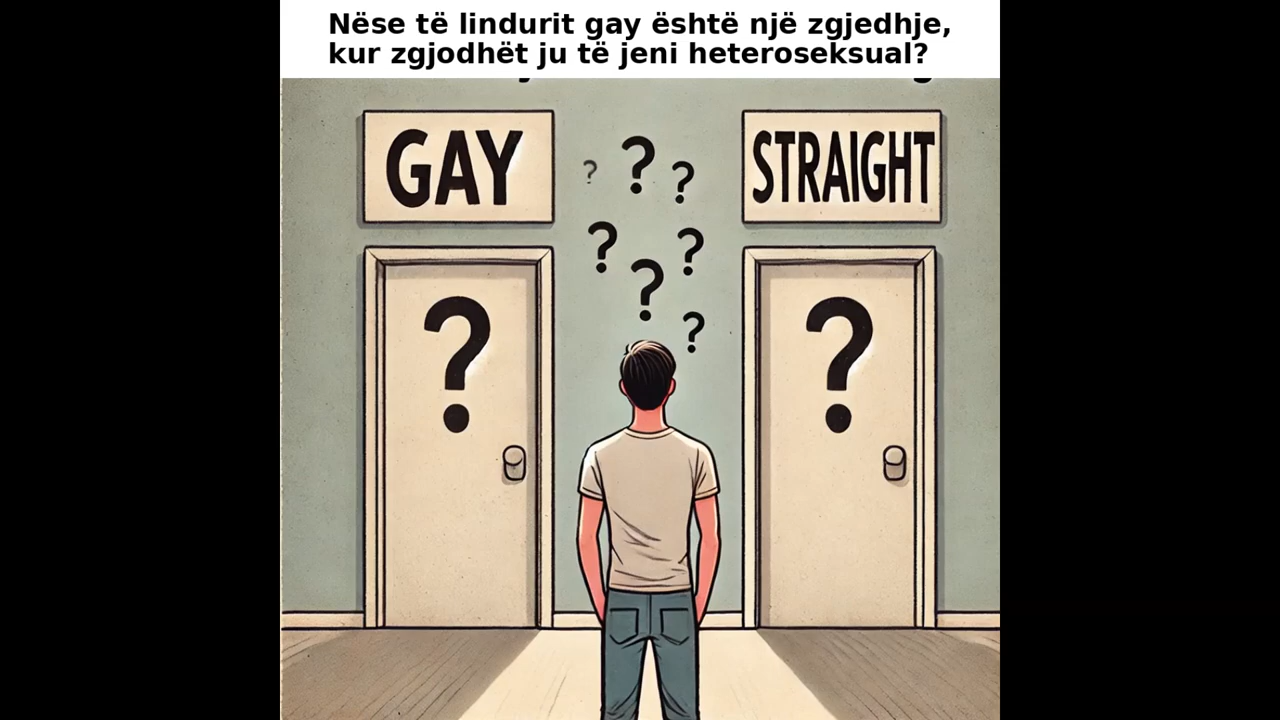 Nëse të lindurit gay është një zgjedhje,
kur zgjodhët ju të jeni heteroseksual?
GAY
STRAIGHT
? ? ?
? ?
?
?
? ?